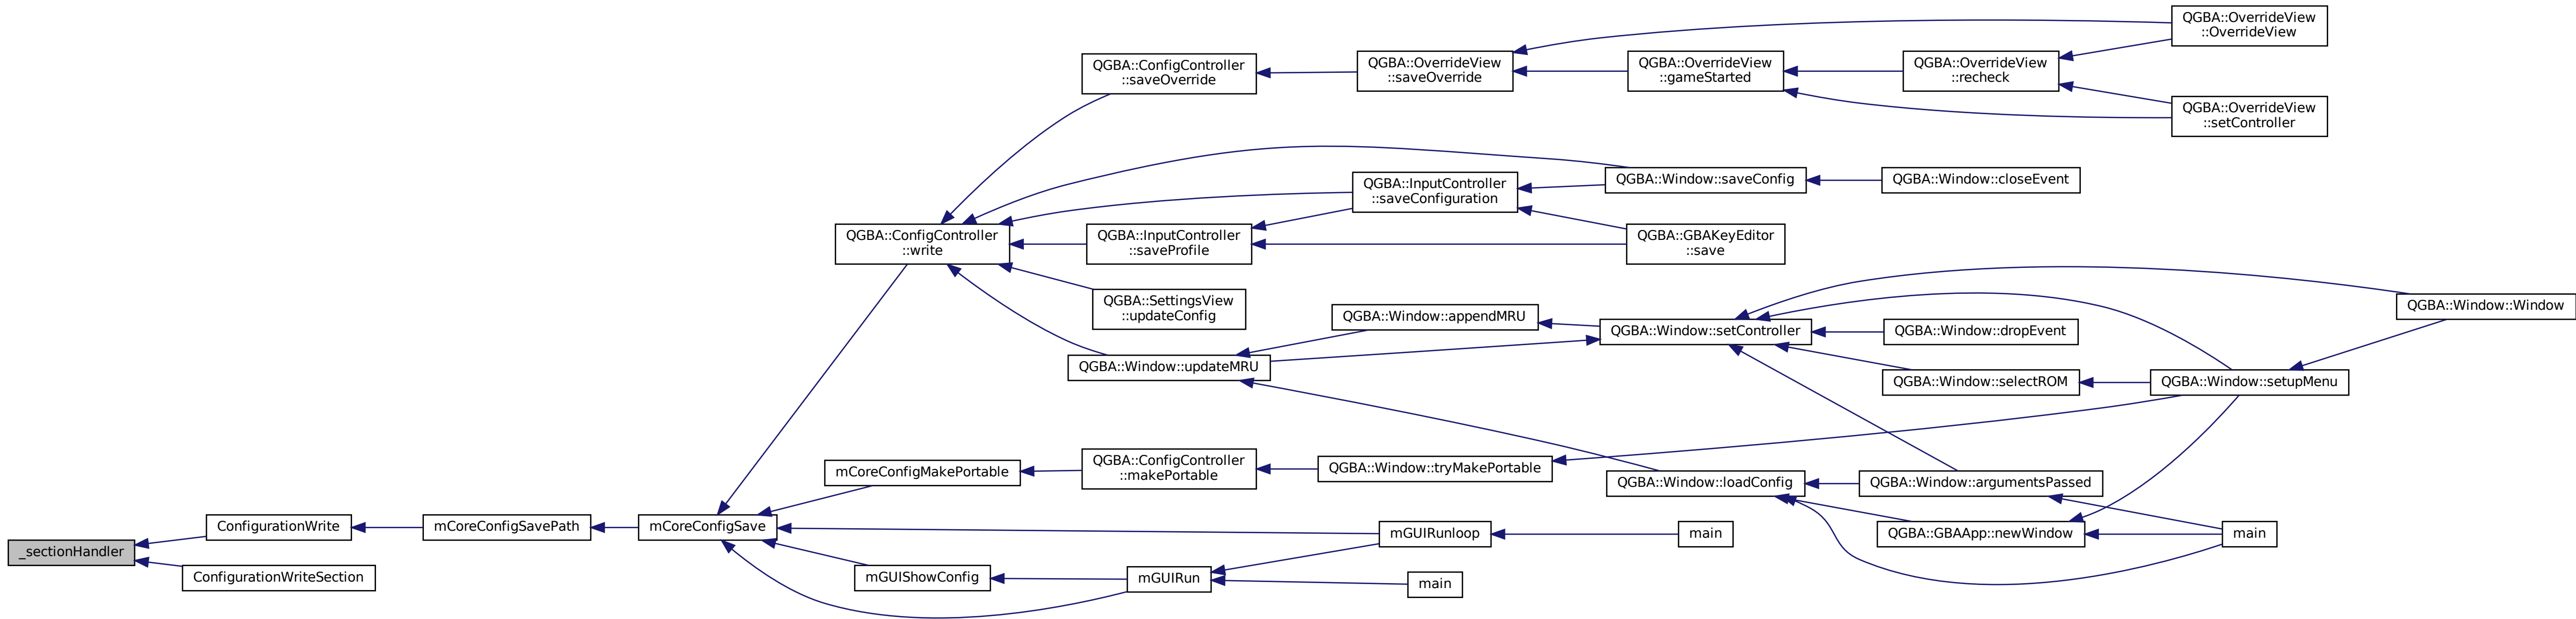 _sectionHandler
ConfigurationWrite
ConfigurationWriteSection
mCoreConfigSavePath
mCoreConfigSave
QGBA::ConfigController
::write
mCoreConfigMakePortable
mGUIShowConfig
QGBA::ConfigController
::saveOverride
QGBA::InputController
::saveProfile
QGBA::SettingsView
::updateConfig
QGBA::Window::updateMRU
QGBA::ConfigController
::makePortable
mGUIRun
QGBA::OverrideView
::saveOverride
QGBA::InputController
::saveConfiguration
QGBA::Window::appendMRU
QGBA::Window::tryMakePortable
mGUIRunloop
main
QGBA::OverrideView
::gameStarted
QGBA::Window::saveConfig
QGBA::GBAKeyEditor
::save
QGBA::Window::setController
QGBA::Window::loadConfig
main
QGBA::OverrideView
::recheck
QGBA::Window::closeEvent
QGBA::Window::dropEvent
QGBA::Window::selectROM
QGBA::Window::argumentsPassed
QGBA::GBAApp::newWindow
QGBA::OverrideView
::OverrideView
QGBA::OverrideView
::setController
QGBA::Window::setupMenu
main
QGBA::Window::Window